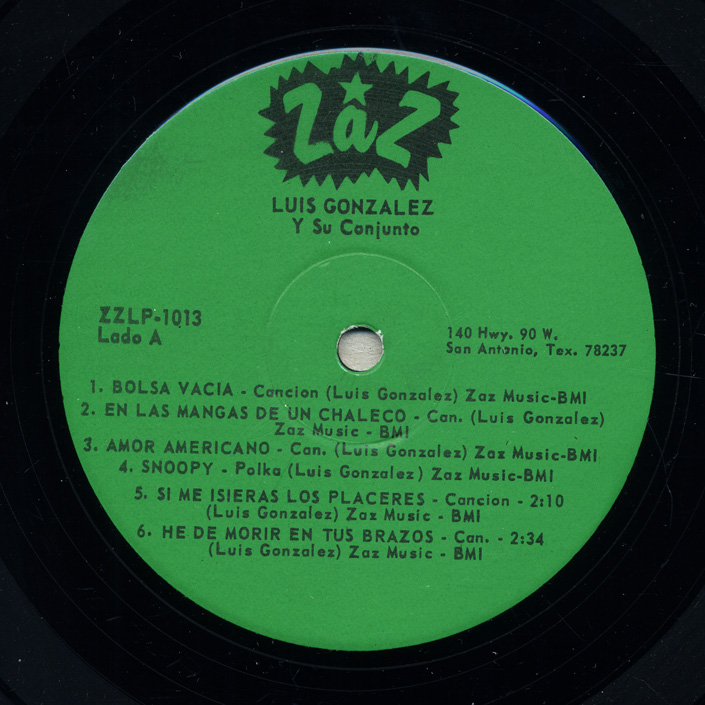 ZaZ
LUIS GONZALEZ
Y Su Conjunto
ZZLP-1013
Lado A
140 Hwy. 90 W.
San Antonio, Tex. 78237
1. BOLSA VACIA - Cancion (Luis Gonzalez) Zaz Music-BMI
2. EN LAS MANGAS DE UN CHALECO - Can. (Luis Gonzalez)
Zaz Music - BMI
3. AMOR AMERICANO - Can. (Luis Gonzalez) Zaz Music-BMI
4. SNOOPY - Polka (Luis Gonzalez) Zaz Music-BMI
5. SI ME ISIERAS LOS PLACERES - Cancion - 2:10
(Luis Gonzalez) Zaz Music - BMI
6. HE DE MORIR EN TUS BRAZOS - Can. - 2:34
(Luis Gonzalez) Zaz Music - BMI